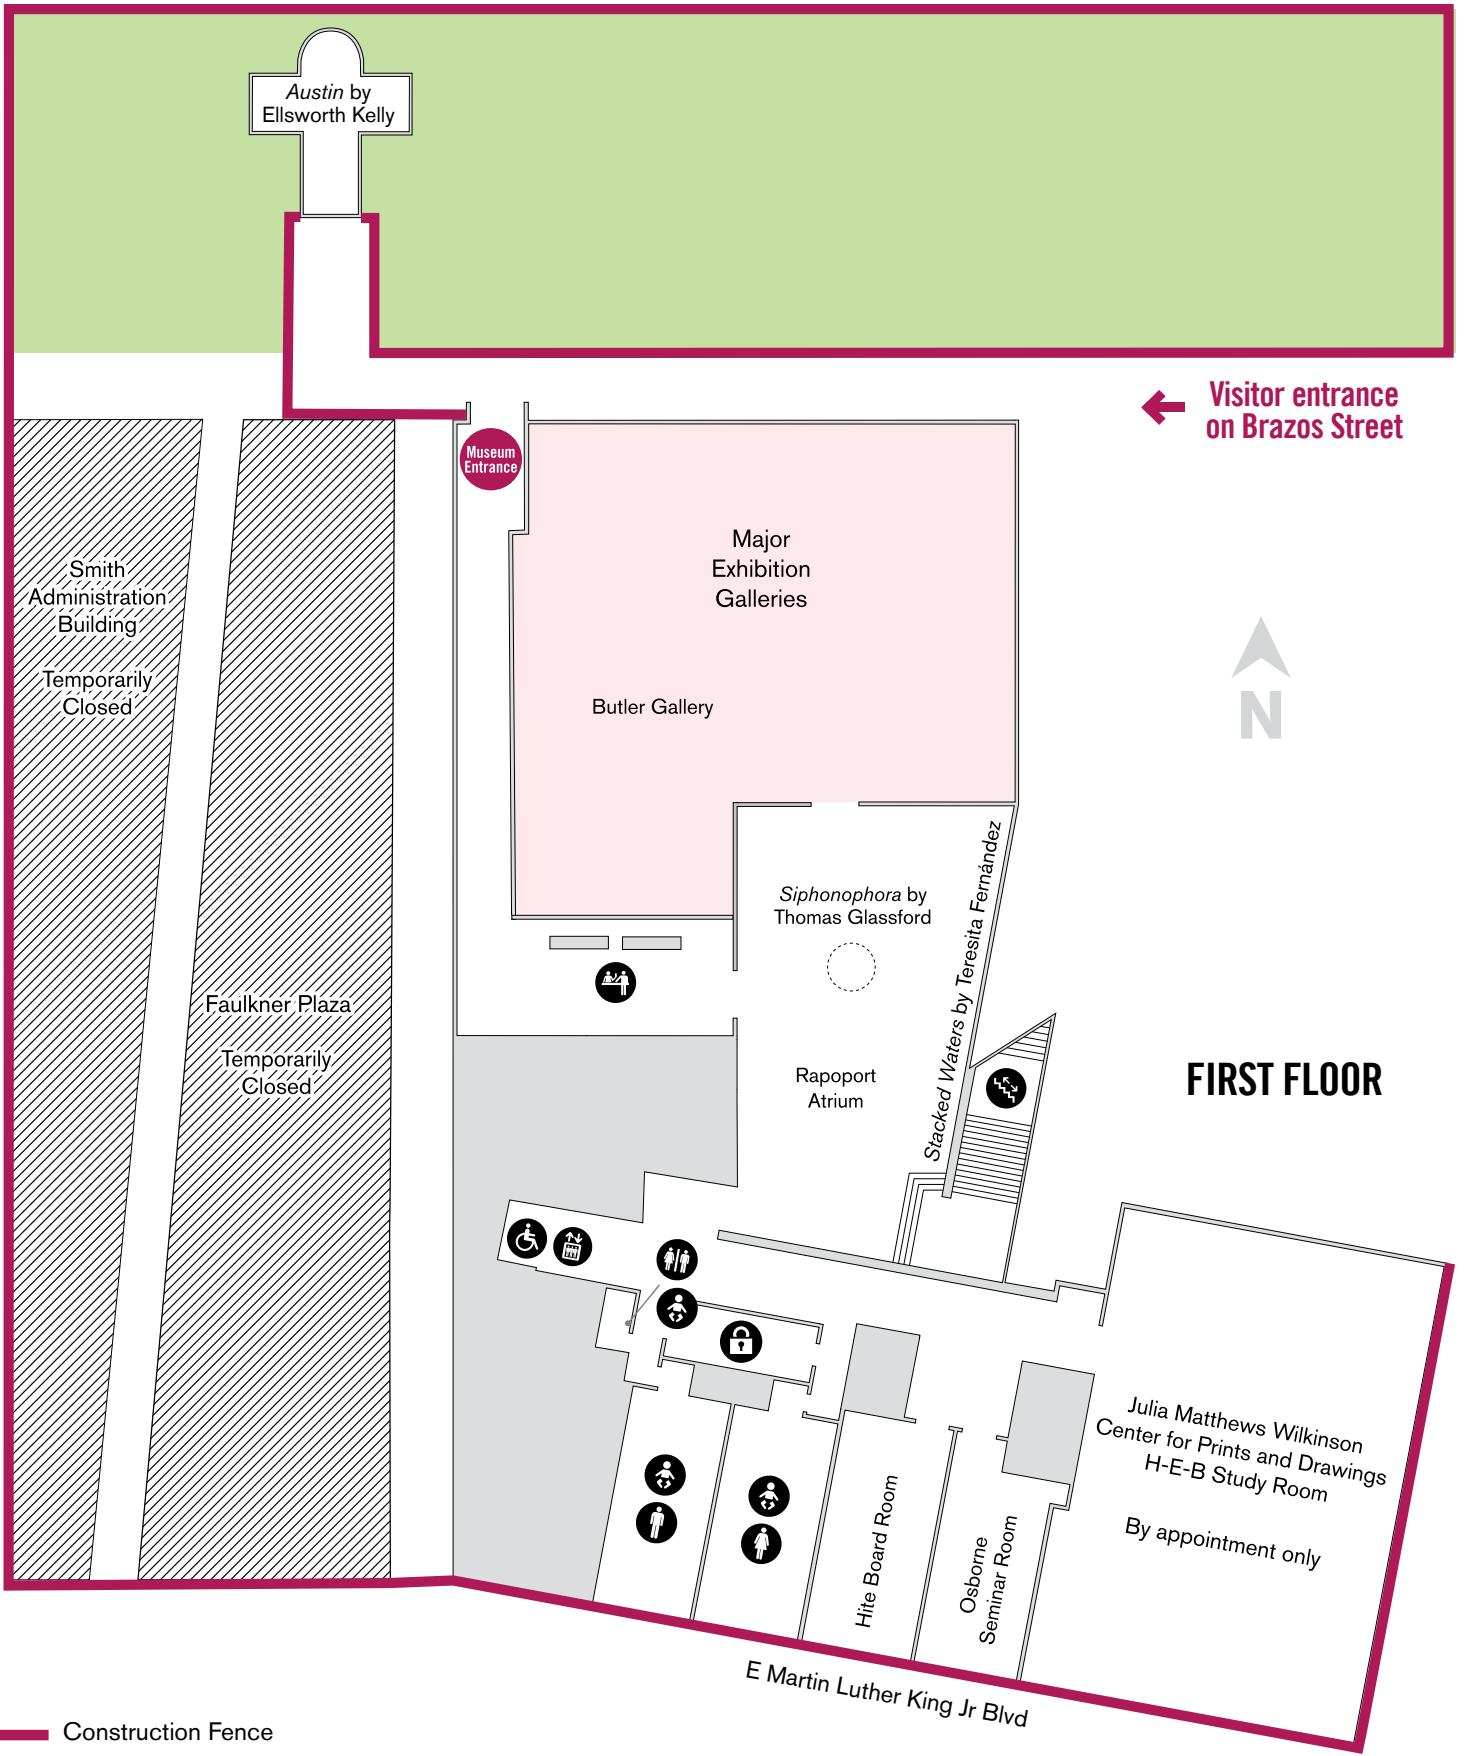 Austin by
Ellsworth Kelly
Visitor entrance
on Brazos Street
Museum
Entrance
Major
Exhibition
Galleries
Smith
Administration
Building
Temporarily
Closed
Butler Gallery
N
Siphonophora by
Thomas Glassford
Stacked Waters by Teresita Fernández
Faulkner Plaza
Temporarily
Closed
Rapoport
Atrium
FIRST FLOOR
Julia Matthews Wilkinson
Center for Prints and Drawings
H-E-B Study Room
By appointment only
Hite Board Room
Osborne
Seminar Room
E Martin Luther King Jr Blvd
Construction Fence